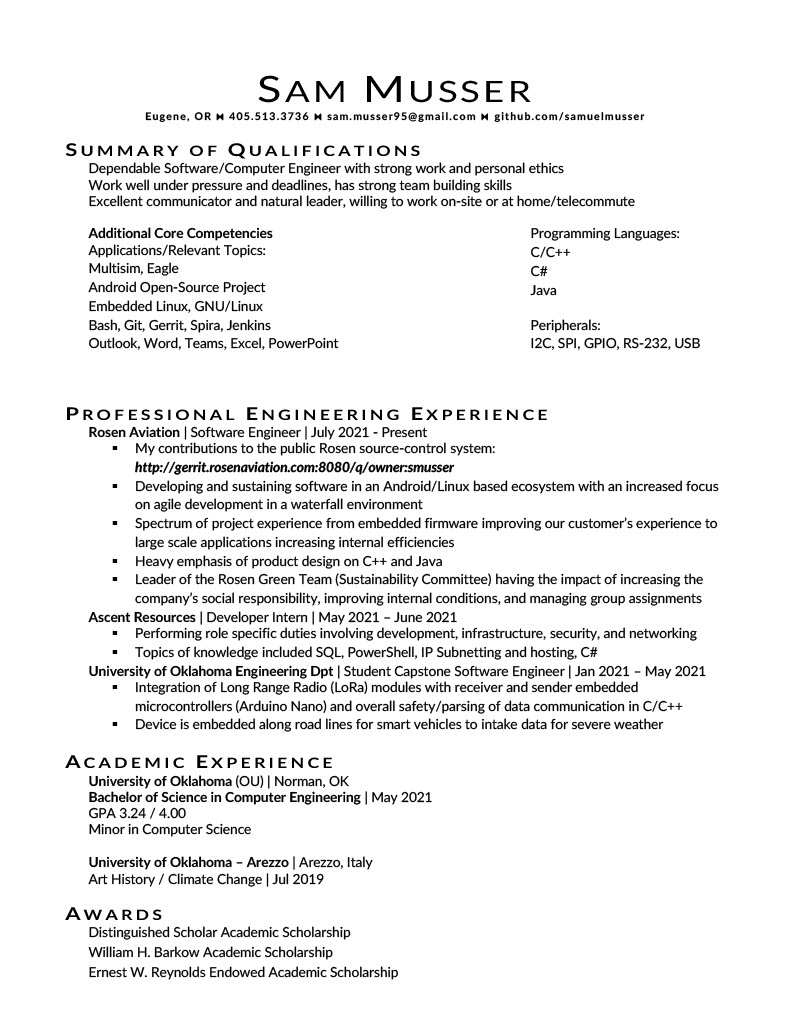 Sam Musser
Eugene, OR ⧓ 405.513.3736 ⧓ sam.musser95@gmail.com ⧓ github.com/samuelmusser
Summary of Qualifications
Dependable Software/Computer Engineer with strong work and personal ethics
Work well under pressure and deadlines, has strong team building skills
Excellent communicator and natural leader, willing to work on-site or at home/telecommute
Additional Core Competencies
Applications/Relevant Topics:
Multisim, Eagle
Android Open-Source Project
Embedded Linux, GNU/Linux
Bash, Git, Gerrit, Spira, Jenkins
Outlook, Word, Teams, Excel, PowerPoint
Programming Languages:
C/C++
C#
Java
Peripherals:
I2C, SPI, GPIO, RS-232, USB
Professional Engineering Experience
Rosen Aviation | Software Engineer | July 2021 - Present
▪ My contributions to the public Rosen source-control system:
http://gerrit.rosenaviation.com:8080/q/owner:smusser
▪ Developing and sustaining software in an Android/Linux based ecosystem with an increased focus
on agile development in a waterfall environment
▪ Spectrum of project experience from embedded firmware improving our customer’s experience to
large scale applications increasing internal efficiencies
▪ Heavy emphasis of product design on C++ and Java
▪ Leader of the Rosen Green Team (Sustainability Committee) having the impact of increasing the
company’s social responsibility, improving internal conditions, and managing group assignments
Ascent Resources | Developer Intern | May 2021 – June 2021
▪ Performing role specific duties involving development, infrastructure, security, and networking
▪ Topics of knowledge included SQL, PowerShell, IP Subnetting and hosting, C#
University of Oklahoma Engineering Dpt | Student Capstone Software Engineer | Jan 2021 – May 2021
▪ Integration of Long Range Radio (LoRa) modules with receiver and sender embedded
microcontrollers (Arduino Nano) and overall safety/parsing of data communication in C/C++
▪ Device is embedded along road lines for smart vehicles to intake data for severe weather
Academic Experience
University of Oklahoma (OU) | Norman, OK
Bachelor of Science in Computer Engineering | May 2021
GPA 3.24 / 4.00
Minor in Computer Science
University of Oklahoma – Arezzo | Arezzo, Italy
Art History / Climate Change | Jul 2019
Awards
Distinguished Scholar Academic Scholarship
William H. Barkow Academic Scholarship
Ernest W. Reynolds Endowed Academic Scholarship